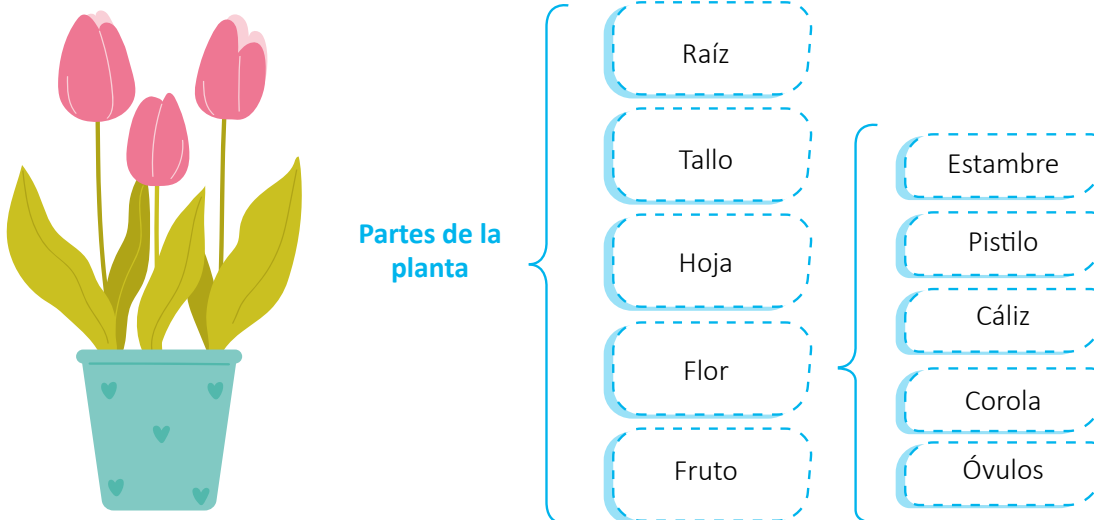 Partes de la
planta
Raíz
Tallo
Hoja
Flor
Fruto
Estambre
Pistilo
Cáliz
Corola
Óvulos